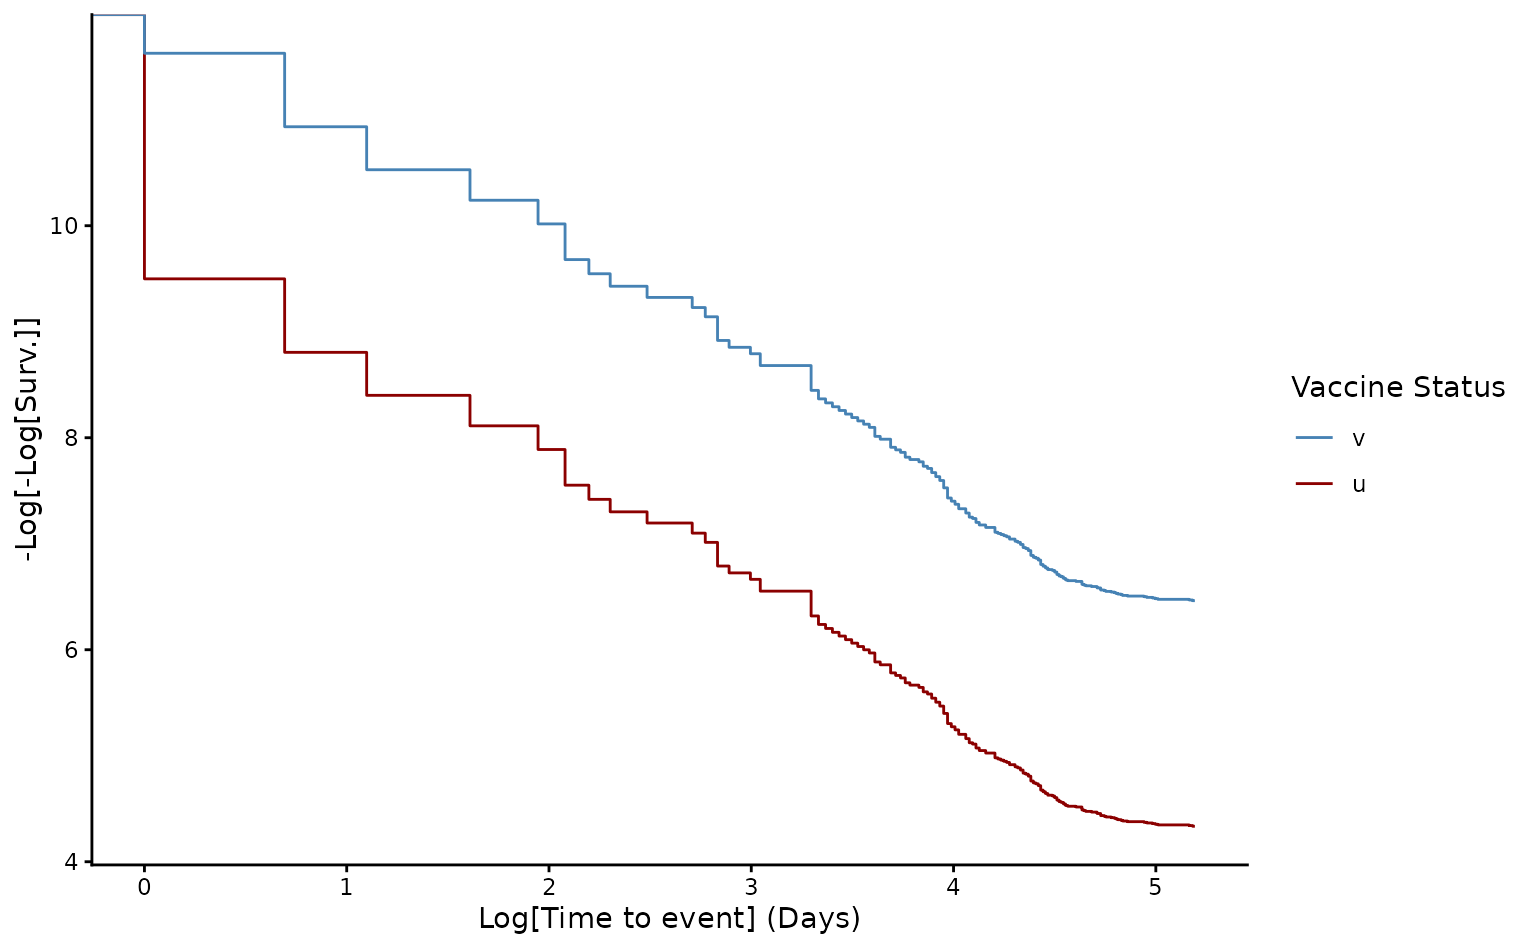 10
8
6
4
-Log[-Log[Surv.]]
0 1 2 3 4 5
Log[Time to event] (Days)
Vaccine Status
v
u